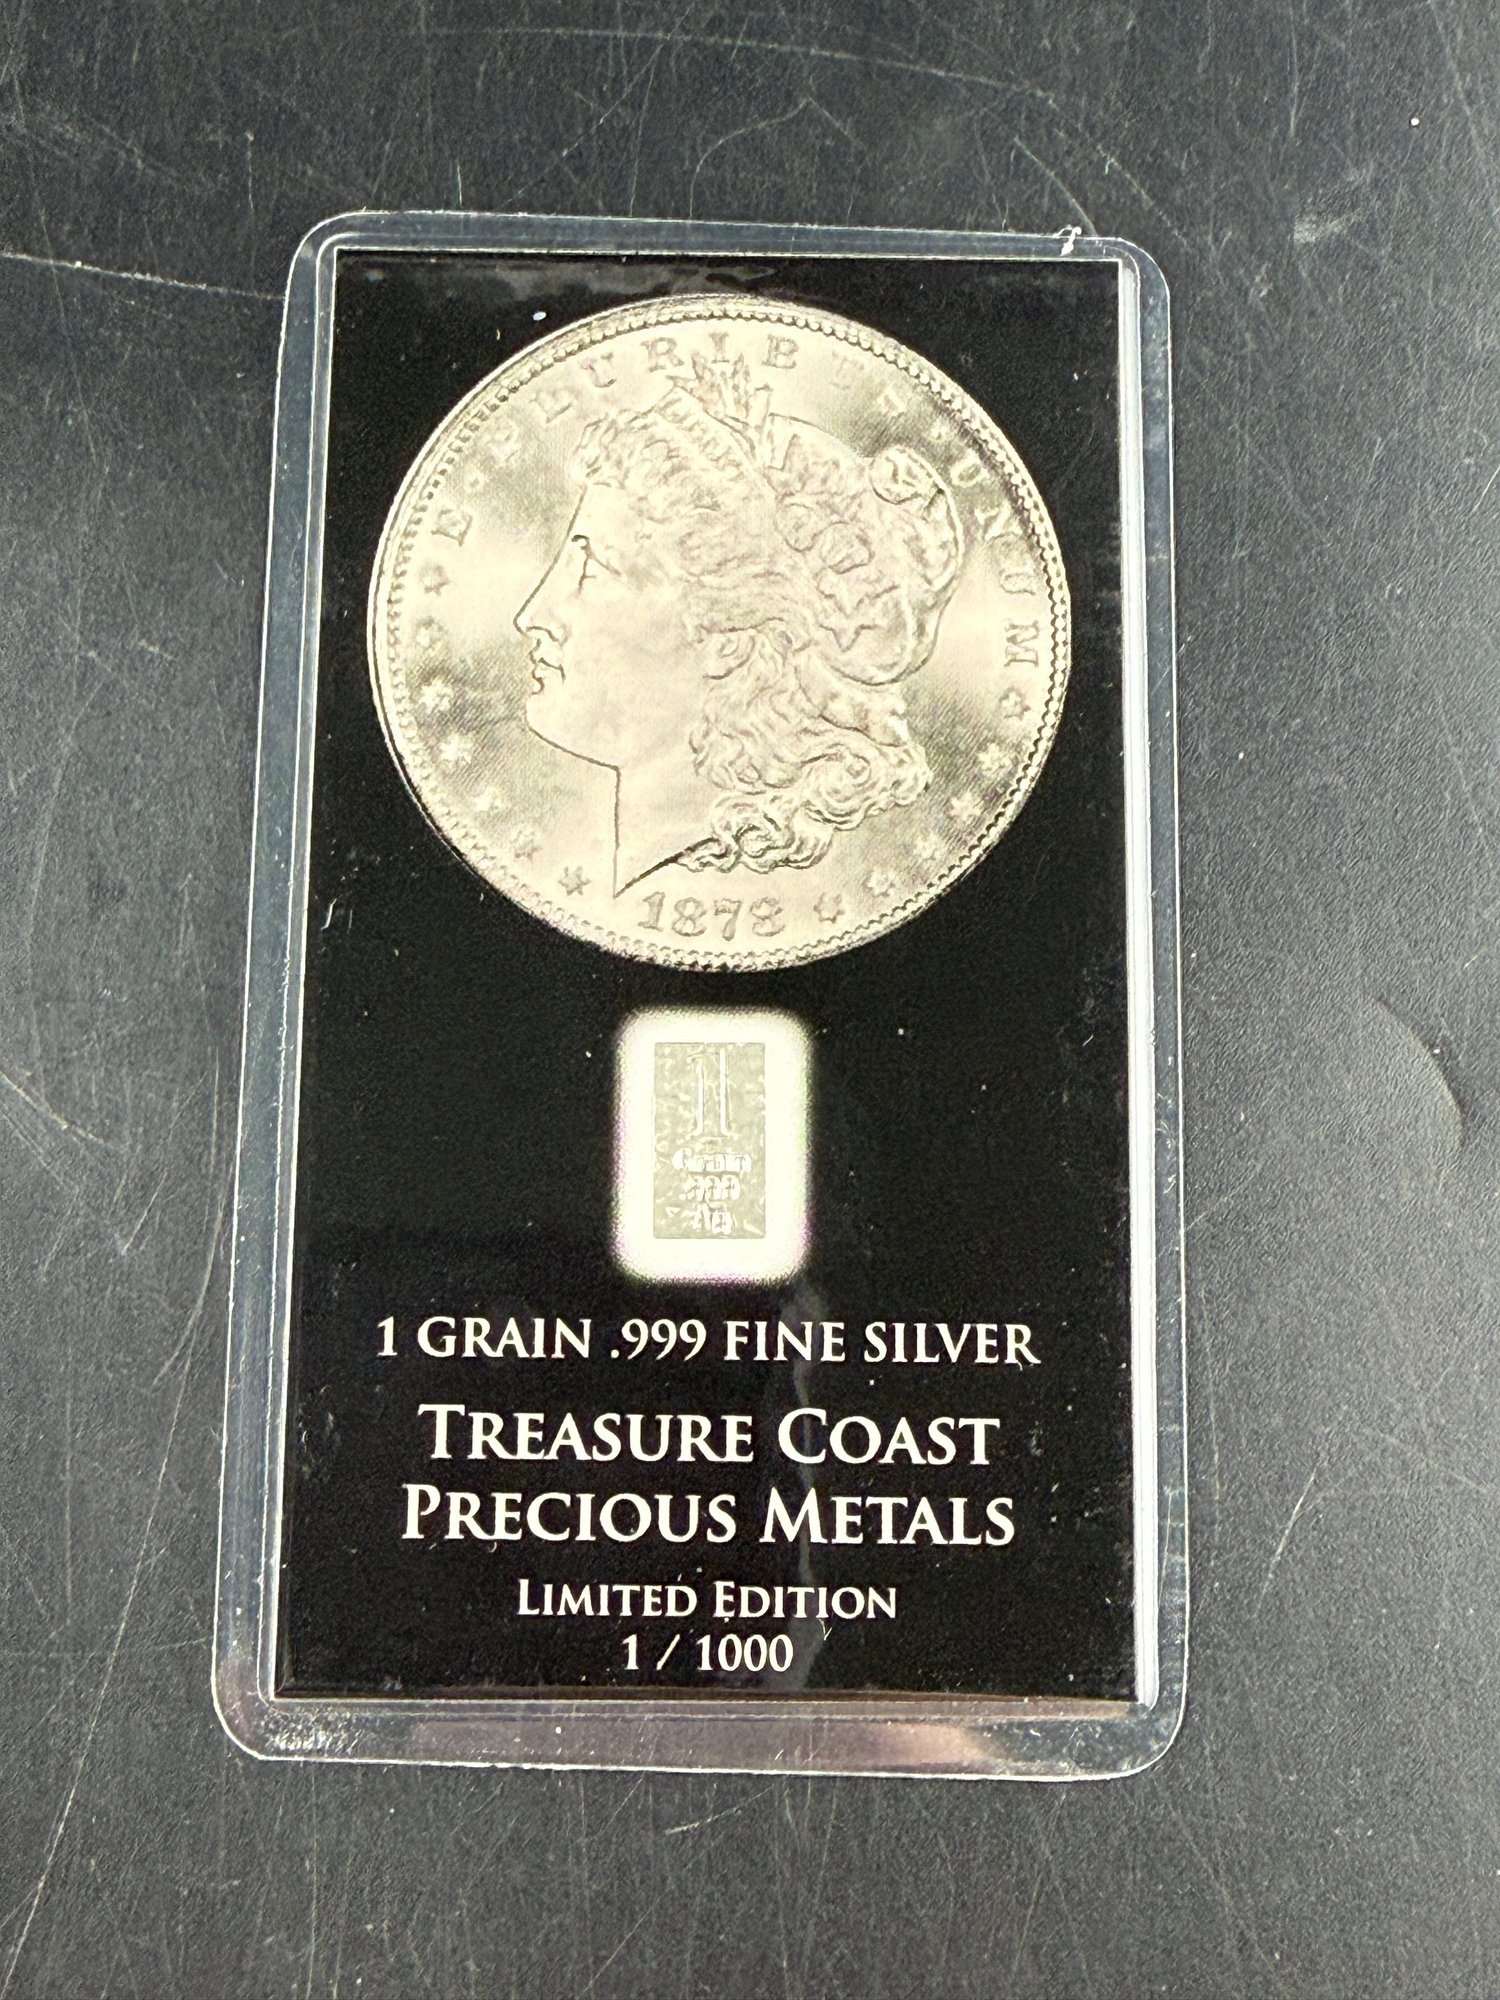 E · PLURIBUS · UNUM
1878
1
Grain
.999
Ag
1 GRAIN .999 FINE SILVER
TREASURE COAST
PRECIOUS METALS
LIMITED EDITION
1 / 1000